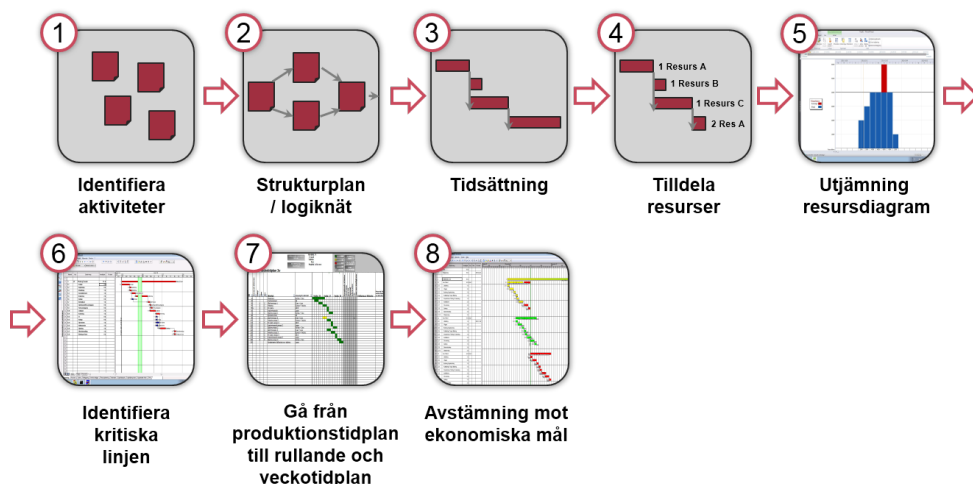 1
2
3
4
5
1 Resurs A
1 Resurs B
1 Resurs C
2 Res A
Identifiera
aktiviteter
Strukturplan
/ logiknät
Tidsättning
Tilldela
resurser
Utjämning
resursdiagram
6
7
8
Identifiera
kritiska
linjen
Gå från
produktionstidplan
till rullande och
veckotidplan
Avstämning mot
ekonomiska mål